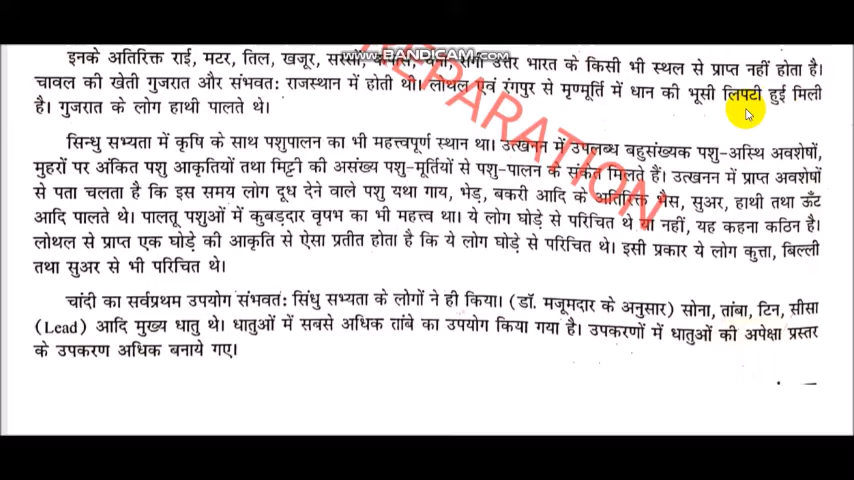 www.BANDICAM.com
इनके अतिरिक्त राई, मटर, तिल, खजूर, सरसों, उत्तर भारत के किसी भी स्थल से प्राप्त नहीं होता है।
चावल की खेती गुजरात और संभवतः राजस्थान में होती थी। लोथल एवं रंगपुर से मृण्मूर्ति में धान की भूसी लिपटी हुई मिली
है। गुजरात के लोग हाथी पालते थे।
सिन्धु सभ्यता में कृषि के साथ पशुपालन का भी महत्त्वपूर्ण स्थान था। उत्खनन में उपलब्ध बहुसंख्यक पशु-अस्थि अवशेषों,
मुहरों पर अंकित पशु आकृतियों तथा मिट्टी की असंख्य पशु-मूर्तियों से पशु-पालन के संकेत मिलते हैं। उत्खनन में प्राप्त अवशेषों
से पता चलता है कि इस समय लोग दूध देने वाले पशु यथा गाय, भेड़, बकरी आदि के अतिरिक्त भैस, सुअर, हाथी तथा ऊँट
आदि पालते थे। पालतू पशुओं में कुबड़दार वृषभ का भी महत्त्व था। ये लोग घोड़े से परिचित थे या नहीं, यह कहना कठिन है।
लोथल से प्राप्त एक घोड़े की आकृति से ऐसा प्रतीत होता है कि ये लोग घोड़े से परिचित थे। इसी प्रकार ये लोग कुत्ता, बिल्ली
तथा सुअर से भी परिचित थे।
चांदी का सर्वप्रथम उपयोग संभवतः सिंधु सभ्यता के लोगों ने ही किया। (डॉ. मजूमदार के अनुसार) सोना, तांबा, टिन, सीसा
(Lead) आदि मुख्य धातु थे। धातुओं में सबसे अधिक तांबे का उपयोग किया गया है। उपकरणों में धातुओं की अपेक्षा प्रस्तर
के उपकरण अधिक बनाये गए।
PREPARATION